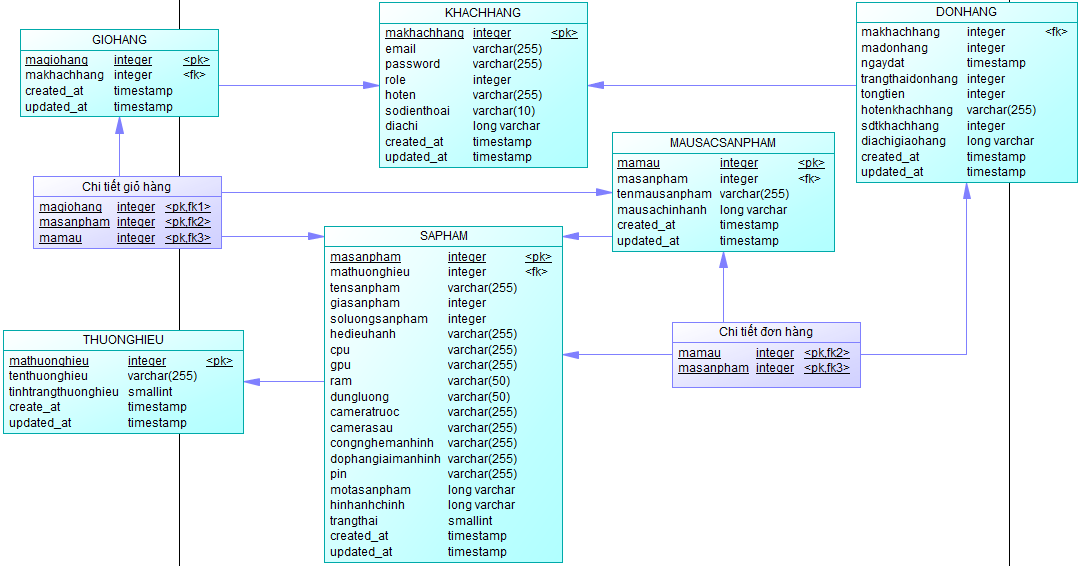 GIOHANG
magiohang integer <pk>
makhachhang integer <fk>
created_at timestamp
updated_at timestamp
KHACHHANG
makhachhang integer <pk>
email varchar(255)
password varchar(255)
role integer
hoten varchar(255)
sodienthoai varchar(10)
diachi long varchar
created_at timestamp
updated_at timestamp
DONHANG
makhachhang integer <fk>
madonhang integer
ngaydat timestamp
trangthaidonhang integer
tongtien integer
hotenkhachhang varchar(255)
sdtkhachhang integer
diachigiaohang long varchar
created_at timestamp
updated_at timestamp
MAUSACSANPHAM
mamau integer <pk>
masanpham integer <fk>
tenmausanpham varchar(255)
mausachinhanh long varchar
created_at timestamp
updated_at timestamp
Chi tiết giỏ hàng
magiohang integer <pk,fk1>
masanpham integer <pk,fk2>
mamau integer <pk,fk3>
SAPHAM
masanpham integer <pk>
mathuonghieu integer <fk>
tensanpham varchar(255)
giasanpham integer
soluongsanpham integer
hedieuhanh varchar(255)
cpu varchar(255)
gpu varchar(255)
ram varchar(50)
dungluong varchar(50)
cameratruoc varchar(255)
camerasau varchar(255)
congnghemanhinh varchar(255)
dophangiaimanhinh varchar(255)
pin varchar(255)
motasanpham long varchar
hinhanhchinh long varchar
trangthai smallint
created_at timestamp
updated_at timestamp
THUONGHIEU
mathuonghieu integer <pk>
tenthuonghieu varchar(255)
tinhtrangthuonghieu smallint
create_at timestamp
updated_at timestamp
Chi tiết đơn hàng
mamau integer <pk,fk2>
masanpham integer <pk,fk3>